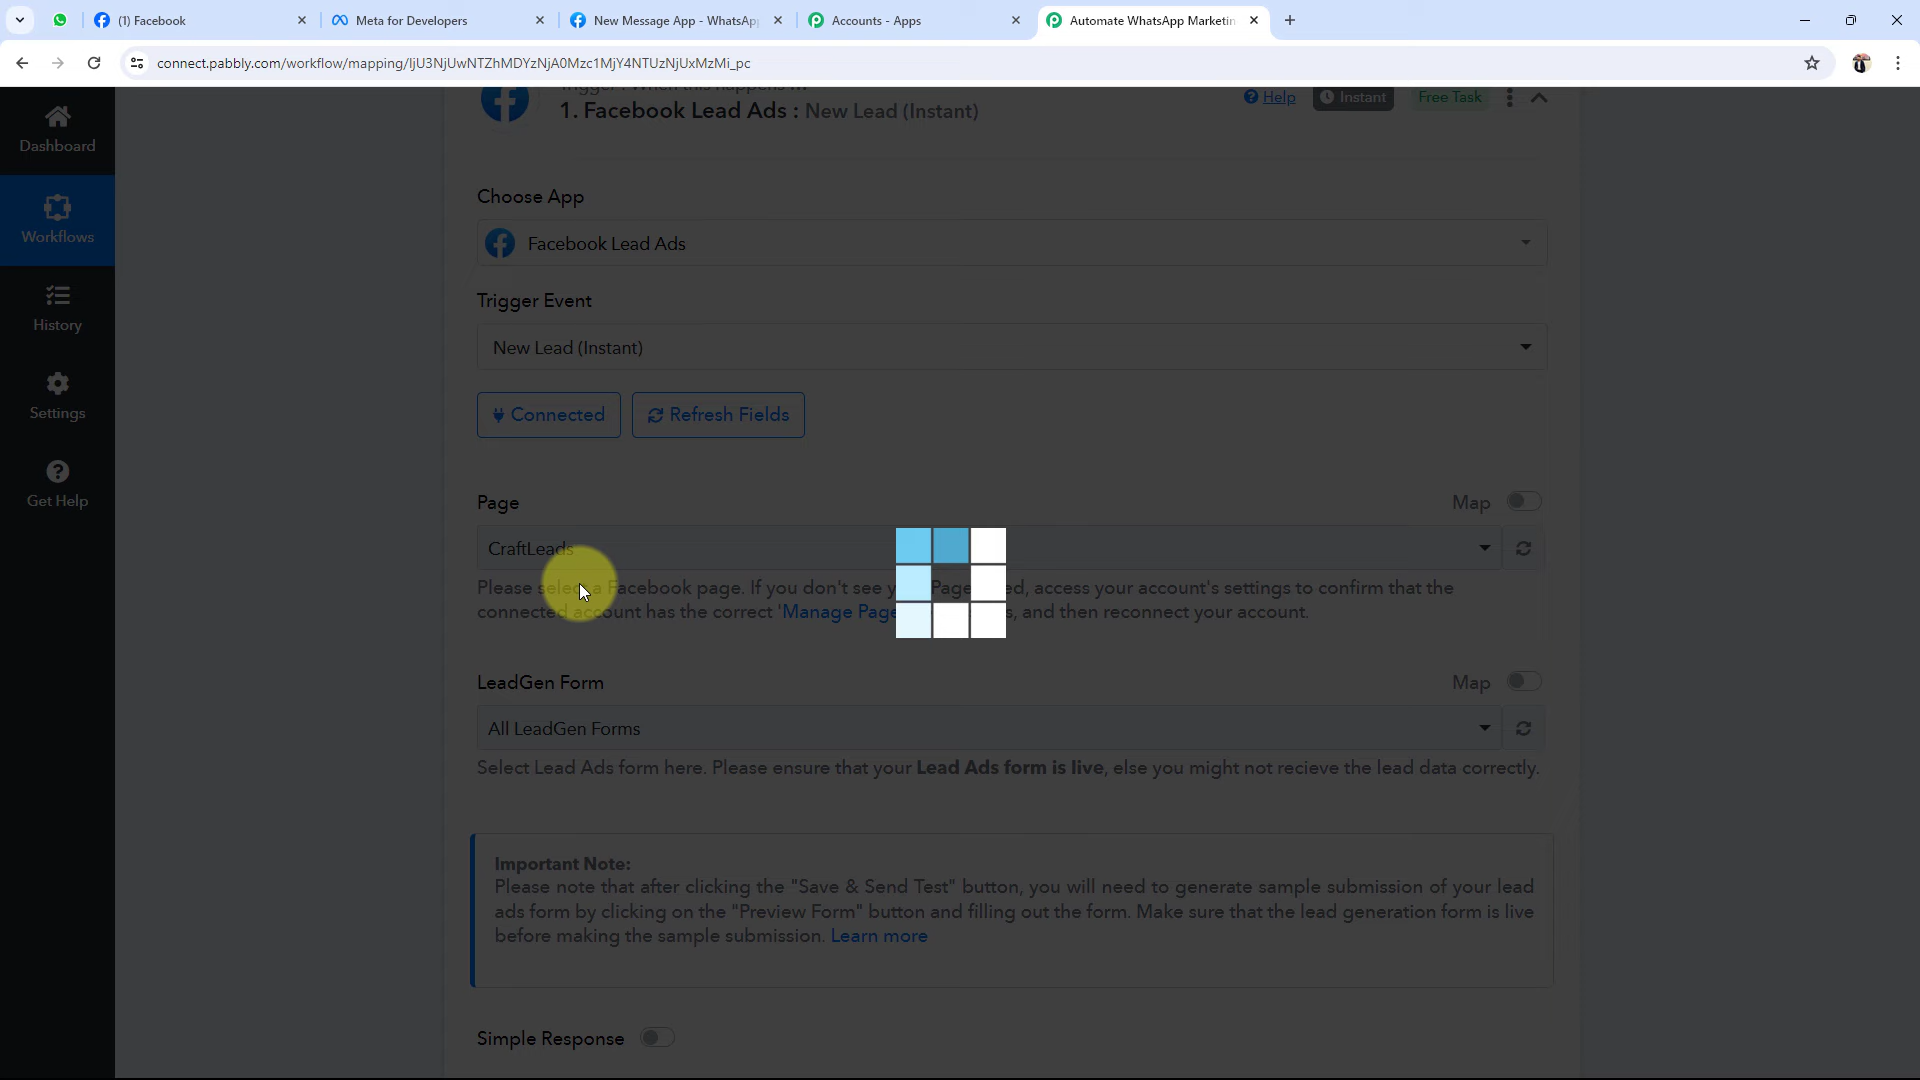 (1) Facebook
Meta for Developers
New Message App - WhatsApp
Accounts - Apps
Automate WhatsApp Marketin
connect.pabbly.com/workflow/mapping/IjU3NjUwNTZhMDYzNjA0Mzc1MjY4NTUzNjUxMzMi_pc
Trigger : When this happens ...
1. Facebook Lead Ads : New Lead (Instant)
Help
Instant
Free Task
Dashboard
Workflows
History
Settings
Get Help
Choose App
Facebook Lead Ads
Trigger Event
New Lead (Instant)
Connected
Refresh Fields
Page
Map
CraftLeads
Please select a Facebook page. If you don't see y Page ed, access your account's settings to confirm that the
connected account has the correct 'Manage Page s, and then reconnect your account.
LeadGen Form
Map
All LeadGen Forms
Select Lead Ads form here. Please ensure that your Lead Ads form is live, else you might not recieve the lead data correctly.
Important Note:
Please note that after clicking the "Save & Send Test" button, you will need to generate sample submission of your lead
ads form by clicking on the "Preview Form" button and filling out the form. Make sure that the lead generation form is live
before making the sample submission. Learn more
Simple Response